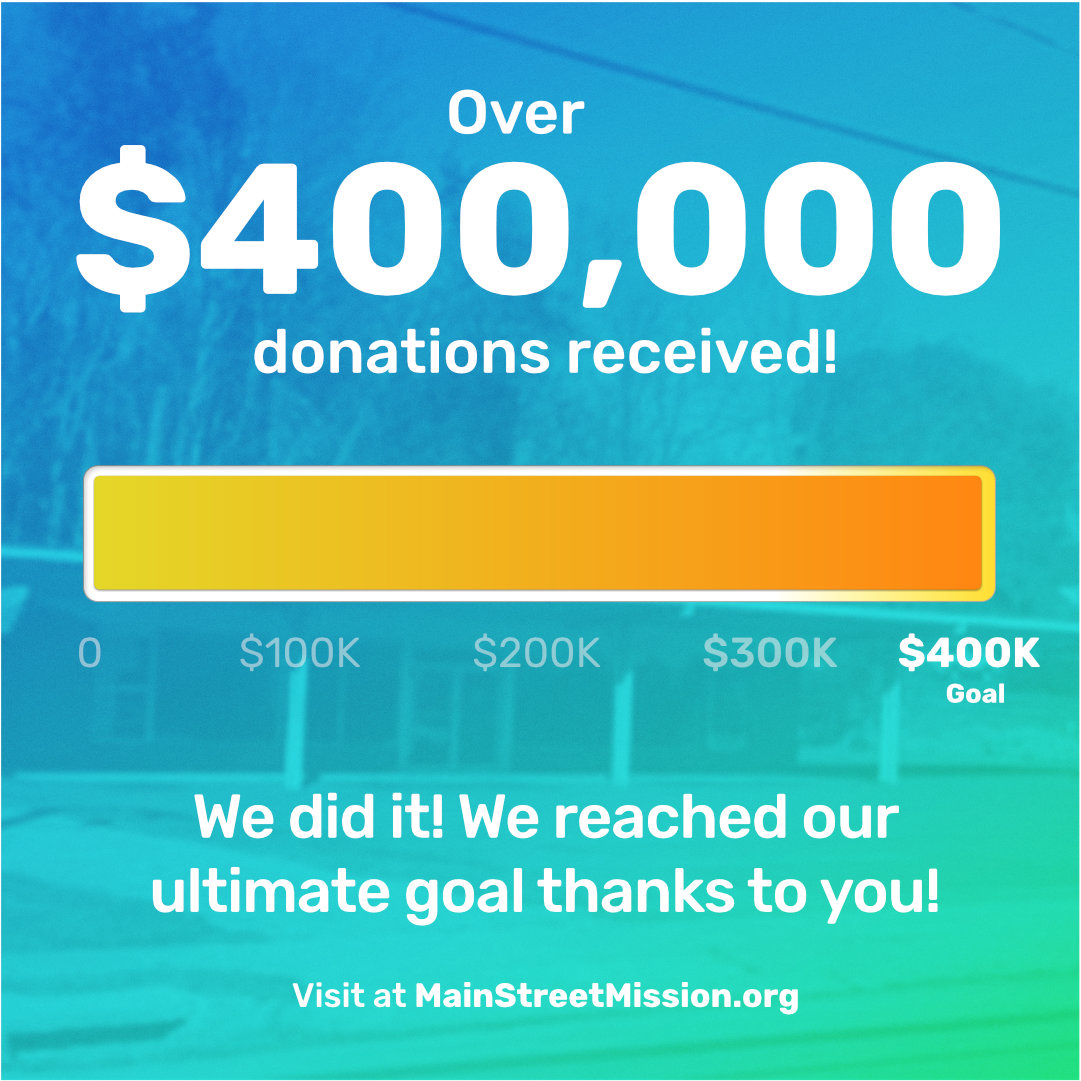 Over
$400,000
donations received!
0 $100K $200K $300K $400K
Goal
We did it! We reached our
ultimate goal thanks to you!
Visit at MainStreetMission.org